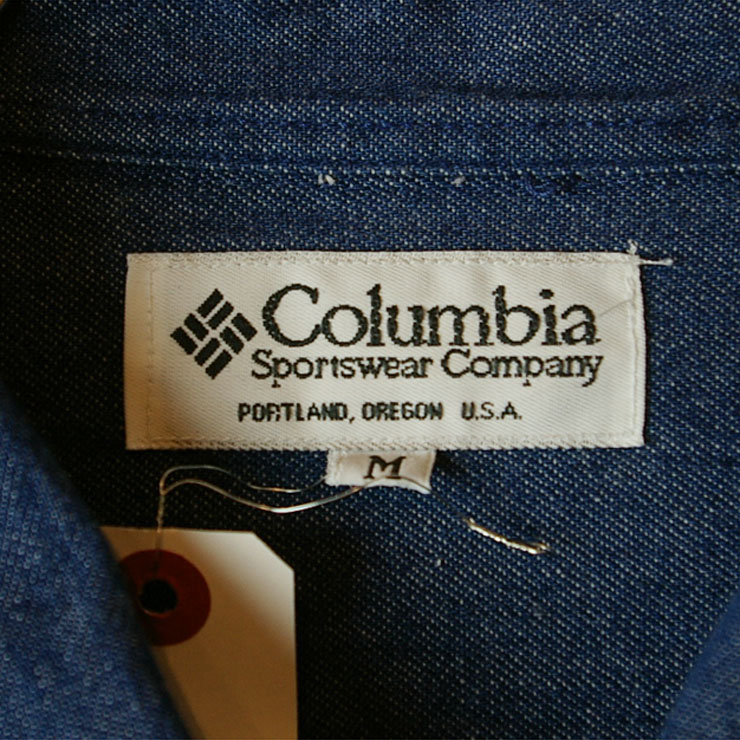 Columbia
Sportswear Company
PORTLAND, OREGON U.S.A.
M